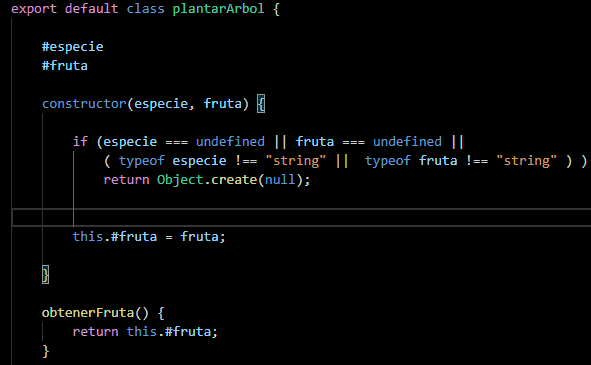 export default class plantarArbol {
#especie
#fruta
constructor(especie, fruta) {
if (especie === undefined || fruta === undefined ||
( typeof especie !== "string" || typeof fruta !== "string" ) )
return Object.create(null);
this.#fruta = fruta;
}
obtenerFruta() {
return this.#fruta;
}